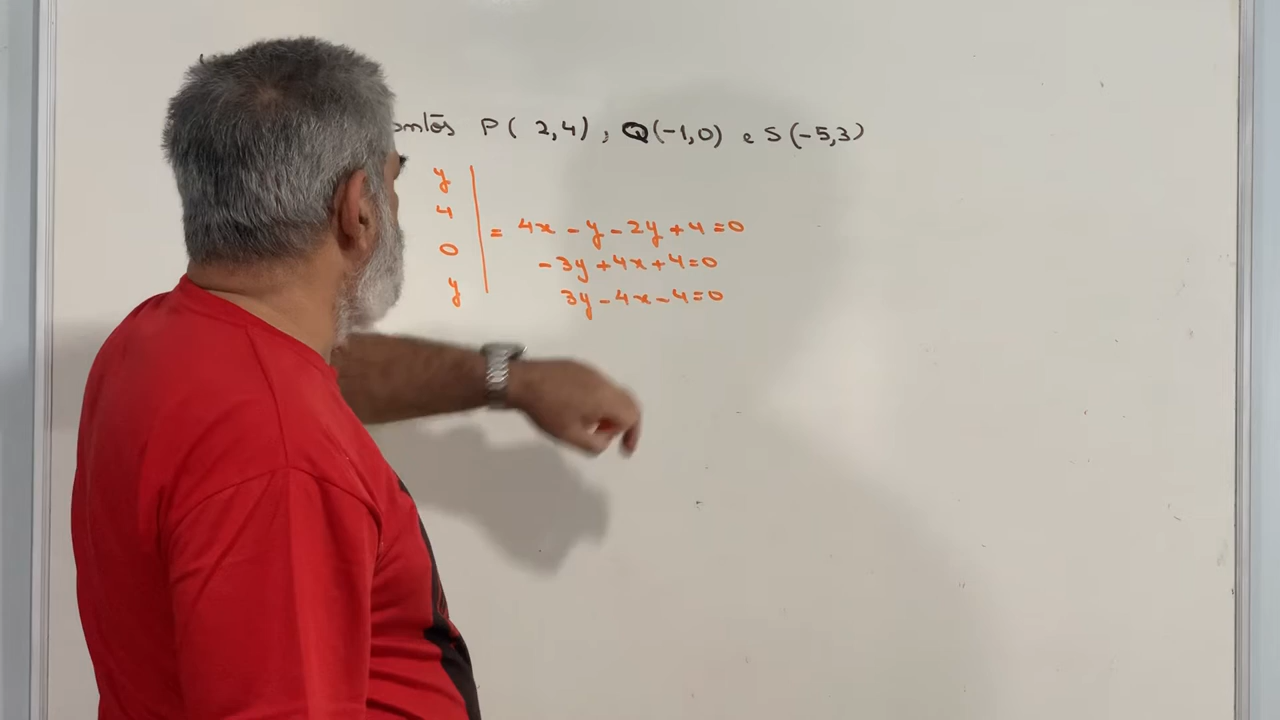 P(2,4), Q(-1,0) e S(-5,3)
y
4
0
y
= 4x - y - 2y + 4 = 0
-3y + 4x + 4 = 0
3y - 4x - 4 = 0